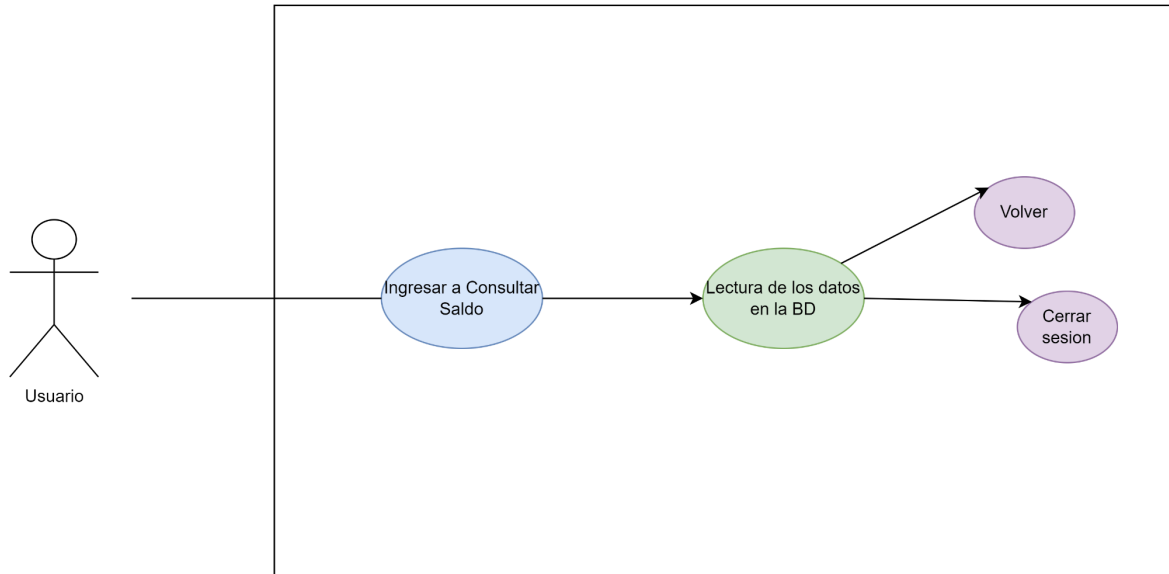 Usuario
Ingresar a Consultar
Saldo
Lectura de los datos
en la BD
Volver
Cerrar
sesion